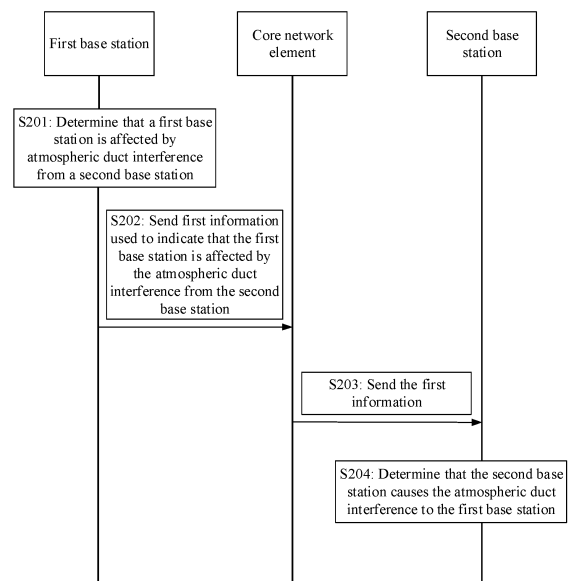 First base station
Core network
element
Second base
station
S201: Determine that a first base
station is affected by
atmospheric duct interference
from a second base station
S202: Send first information
used to indicate that the first
base station is affected by
the atmospheric duct
interference from the second
base station
S203: Send the first
information
S204: Determine that the second base
station causes the atmospheric duct
interference to the first base station